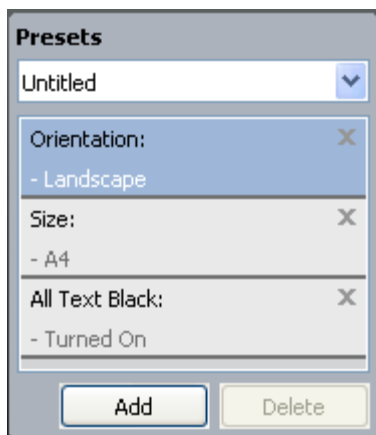 Presets
Untitled
Orientation:
- Landscape
Size:
- A4
All Text Black:
- Turned On
Add Delete